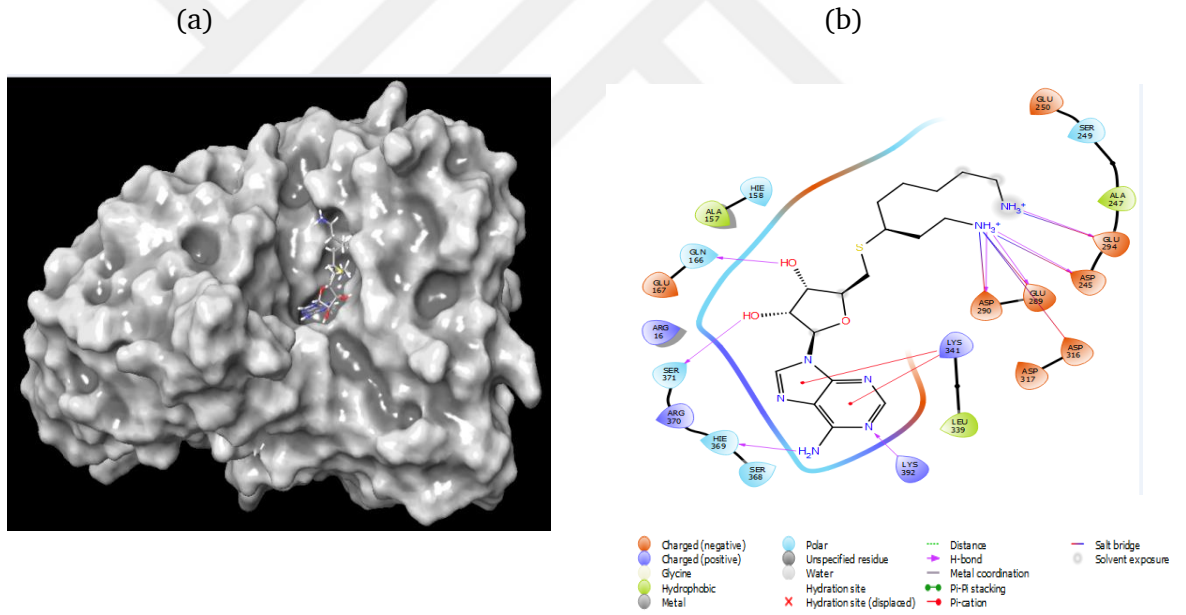 (a)
(b)
GLU
250
SER
249
HIE
158
ALA
157
ALA
247
NH3+
GLN
166
HO
S
NH3+
GLU
294
GLU
167
ASP
245
HO
O
ASP
290
GLU
289
ARG
16
LYS
341
ASP
316
SER
371
N
N
ASP
317
N
ARG
370
N
LEU
339
HIE
369
H2N
LYS
392
SER
368
Charged (negative)
Charged (positive)
Glycine
Hydrophobic
Metal
Polar
Unspecified residue
Water
Hydration site
Hydration site (displaced)
Distance
H-bond
Metal coordination
Pi-Pi stacking
Pi-cation
Salt bridge
Solvent exposure